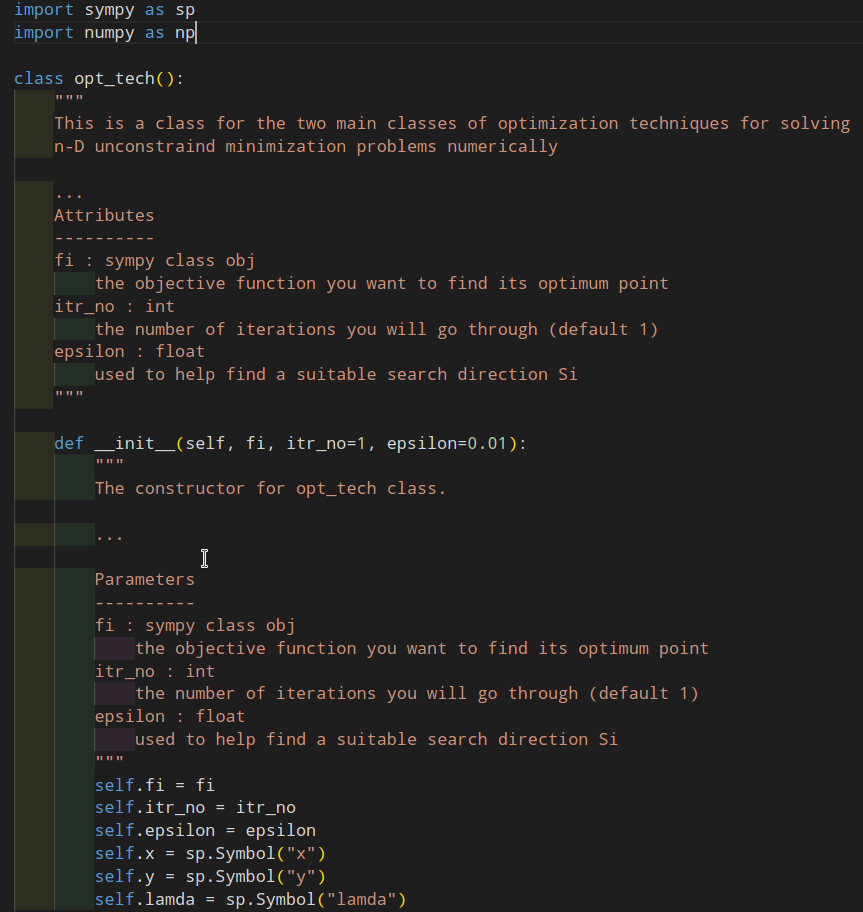 import sympy as sp
import numpy as np
class opt_tech():
"""
This is a class for the two main classes of optimization techniques for solving
n-D unconstraind minimization problems numerically
...
Attributes
----------
fi : sympy class obj
the objective function you want to find its optimum point
itr_no : int
the number of iterations you will go through (default 1)
epsilon : float
used to help find a suitable search direction Si
"""
def __init__(self, fi, itr_no=1, epsilon=0.01):
"""
The constructor for opt_tech class.
...
Parameters
----------
fi : sympy class obj
the objective function you want to find its optimum point
itr_no : int
the number of iterations you will go through (default 1)
epsilon : float
used to help find a suitable search direction Si
"""
self.fi = fi
self.itr_no = itr_no
self.epsilon = epsilon
self.x = sp.Symbol("x")
self.y = sp.Symbol("y")
self.lamda = sp.Symbol("lamda")